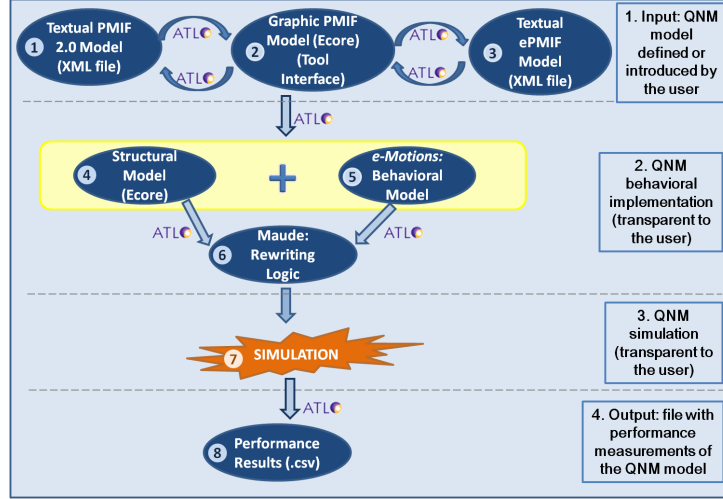 Textual PMIF
2.0 Model
(XML file)
1
ATL
ATL
Graphic PMIF
Model (Ecore)
(Tool
Interface)
2
ATL
ATL
Textual
ePMIF
Model
(XML file)
3
1. Input: QNM
model
defined or
introduced by
the user
ATL
4
Structural
Model
(Ecore)
+
5
e-Motions:
Behavioral
Model
2. QNM
behavioral
implementation
(transparent to
the user)
ATL
ATL
6
Maude:
Rewriting
Logic
7
SIMULATION
3. QNM
simulation
(transparent to
the user)
ATL
8
Performance
Results (.csv)
4. Output: file with
performance
measurements of
the QNM model